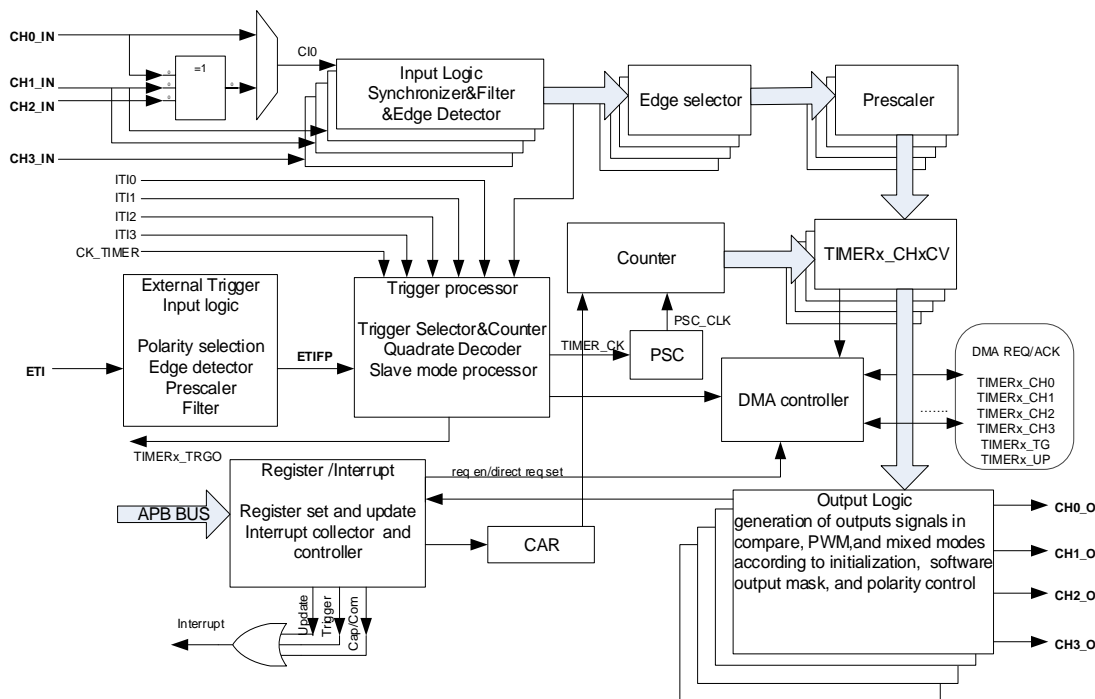 CH0_IN
=1
CI0
CH1_IN
CH2_IN
CH3_IN
Input Logic
Synchronizer&Filter
&Edge Detector
Edge selector
Prescaler
ITI0
ITI1
ITI2
ITI3
CK_TIMER
Counter
TIMERx_CHxCV
External Trigger
Input logic
Polarity selection
Edge detector
Prescaler
Filter
ETI
ETIFP
Trigger processor
Trigger Selector&Counter
Quadrate Decoder
Slave mode processor
TIMER_CK
PSC_CLK
PSC
DMA controller
DMA REQ/ACK
TIMERx_CH0
TIMERx_CH1
TIMERx_CH2
TIMERx_CH3
TIMERx_TG
TIMERx_UP
.......
TIMERx_TRGO
Register /Interrupt
Register set and update
Interrupt collector and
controller
req en/direct req set
APB BUS
CAR
Output Logic
generation of outputs signals in
compare, PWM,and mixed modes
according to initialization, software
output mask, and polarity control
CH0_O
CH1_O
CH2_O
CH3_O
Update
Trigger
Cap/Com
Interrupt